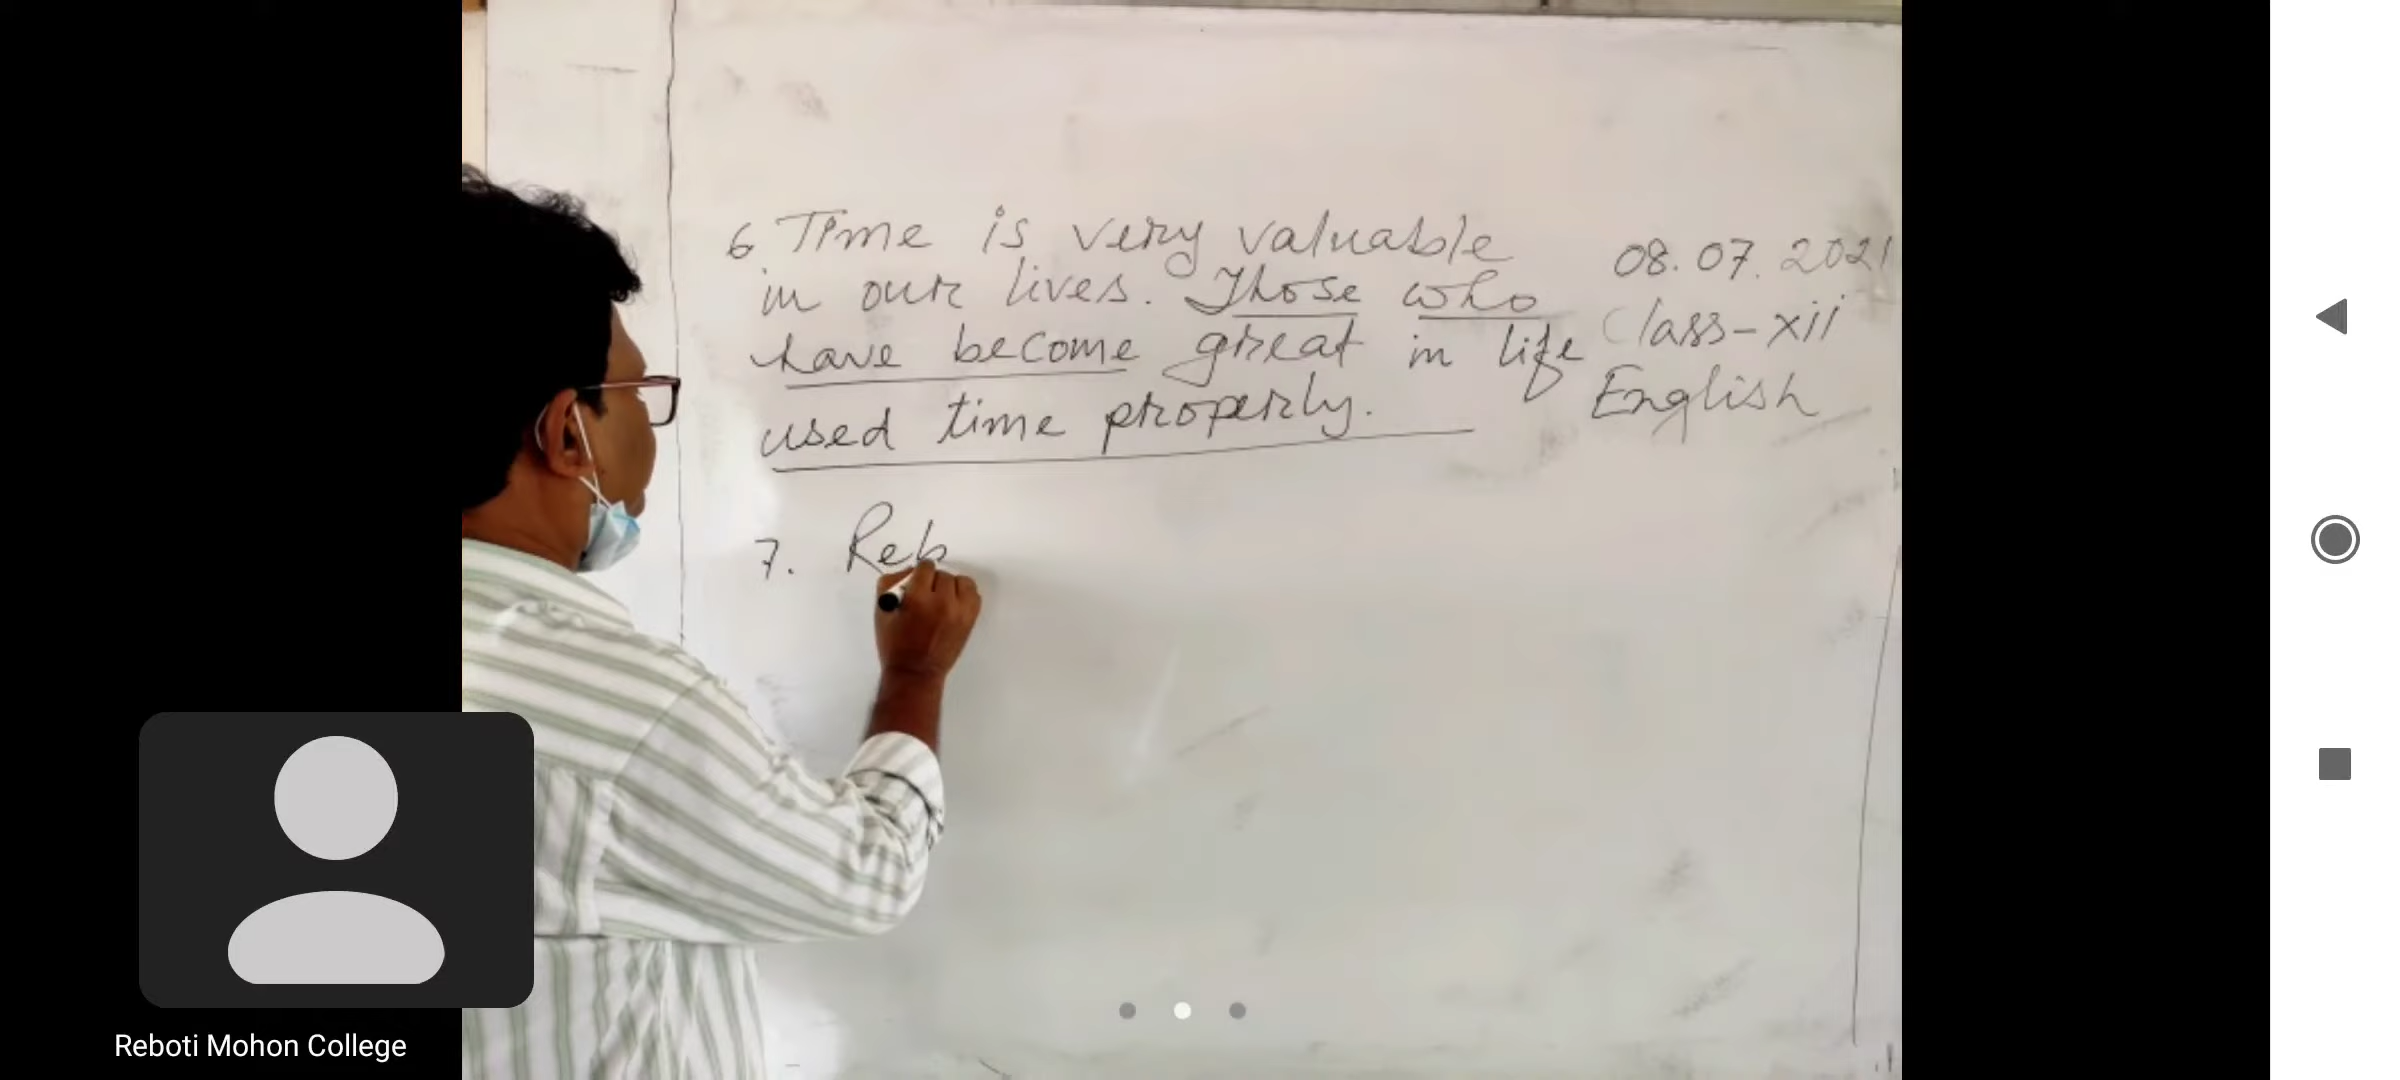 6 Time is very valuable
in our lives. Those who
have become great in life
used time properly.
08.07.2021
Class-xii
English
7. Reb
Reboti Mohon College